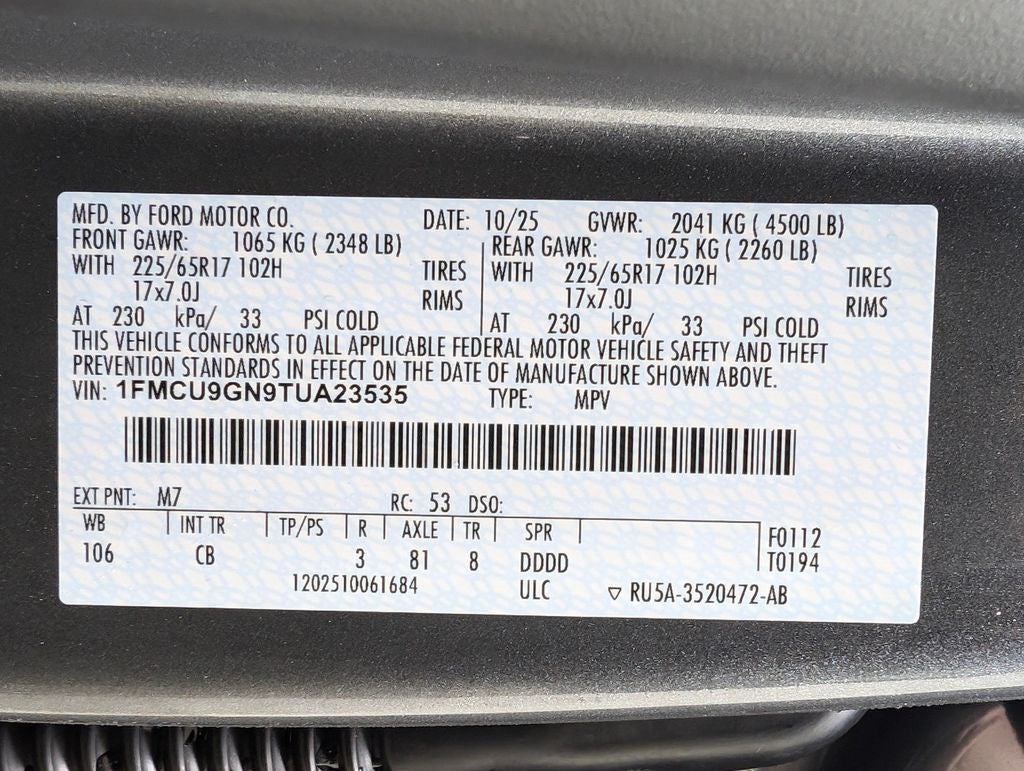 MFD. BY FORD MOTOR CO. DATE: 10/25 GVWR: 2041 KG ( 4500 LB)
FRONT GAWR: 1065 KG ( 2348 LB) REAR GAWR: 1025 KG ( 2260 LB)
WITH 225/65R17 102H TIRES WITH 225/65R17 102H TIRES
17x7.0J RIMS 17x7.0J RIMS
AT 230 kPa/ 33 PSI COLD AT 230 kPa/ 33 PSI COLD
THIS VEHICLE CONFORMS TO ALL APPLICABLE FEDERAL MOTOR VEHICLE SAFETY AND THEFT
PREVENTION STANDARDS IN EFFECT ON THE DATE OF MANUFACTURE SHOWN ABOVE.
VIN: 1FMCU9GN9TUA23535 TYPE: MPV
EXT PNT: M7 RC: 53 DSO:
WB INT TR TP/PS R AXLE TR SPR F0112
106 CB 3 81 8 DDDD T0194
1202510061684 ULC ▽ RU5A-3520472-AB